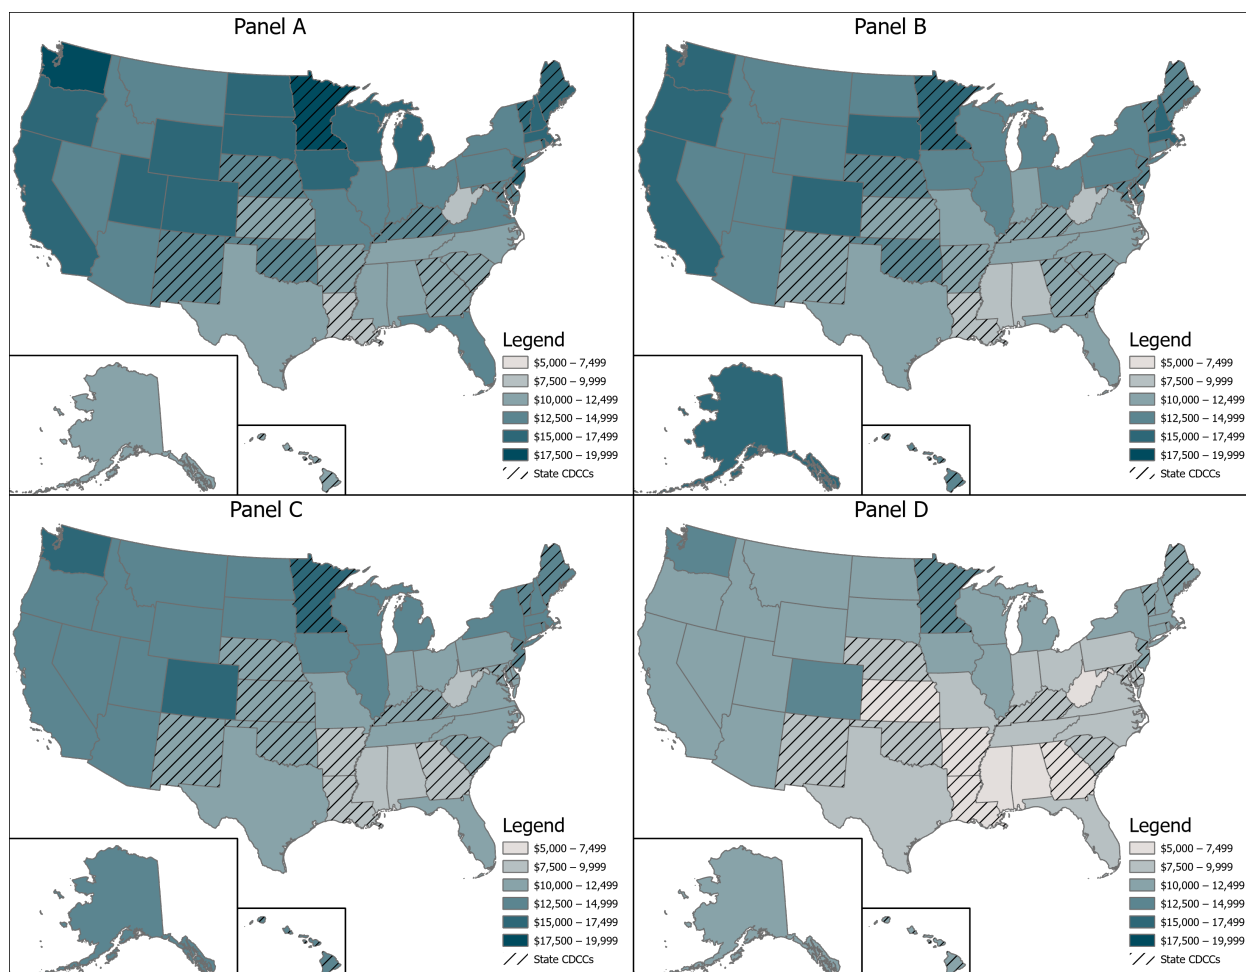 Panel A
Legend
$5,000 – 7,499
$7,500 – 9,999
$10,000 – 12,499
$12,500 – 14,999
$15,000 – 17,499
$17,500 – 19,999
State CDCCs
Panel B
Legend
$5,000 – 7,499
$7,500 – 9,999
$10,000 – 12,499
$12,500 – 14,999
$15,000 – 17,499
$17,500 – 19,999
State CDCCs
Panel C
Legend
$5,000 – 7,499
$7,500 – 9,999
$10,000 – 12,499
$12,500 – 14,999
$15,000 – 17,499
$17,500 – 19,999
State CDCCs
Panel D
Legend
$5,000 – 7,499
$7,500 – 9,999
$10,000 – 12,499
$12,500 – 14,999
$15,000 – 17,499
$17,500 – 19,999
State CDCCs